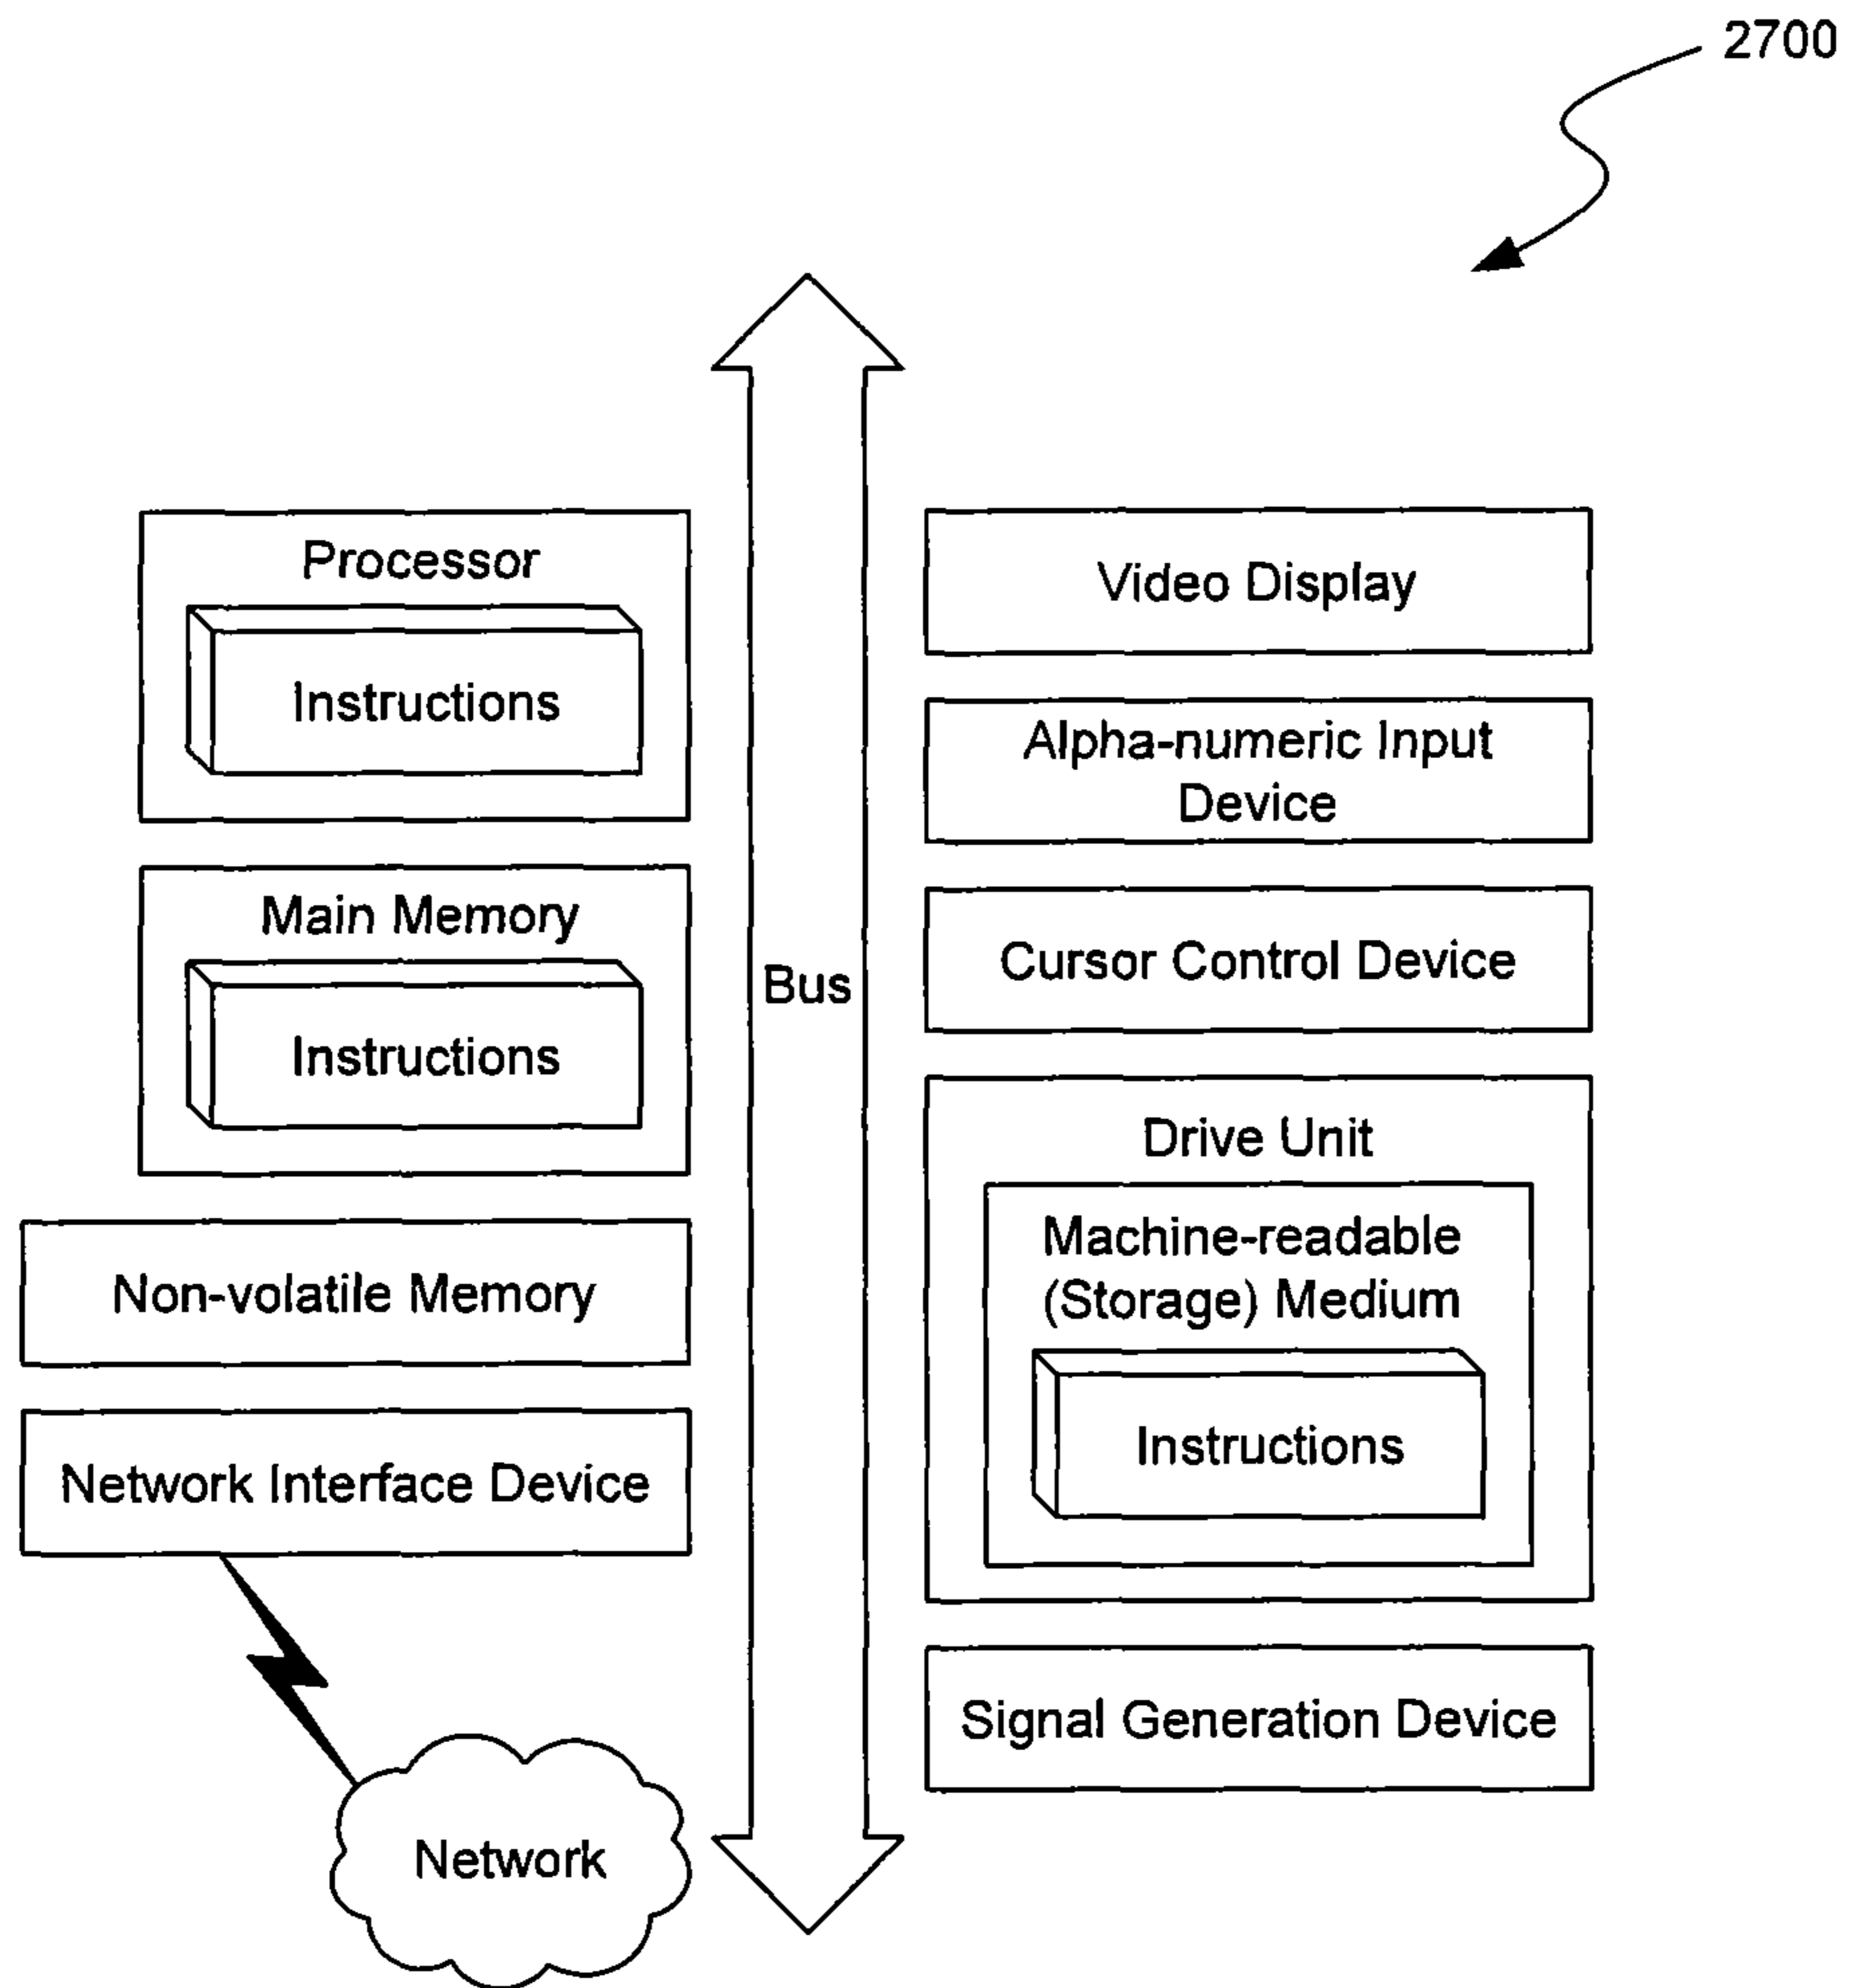 2700
Processor
Instructions
Main Memory
Instructions
Non-volatile Memory
Network Interface Device
Network
Bus
Video Display
Alpha-numeric Input
Device
Cursor Control Device
Drive Unit
Machine-readable
(Storage) Medium
Instructions
Signal Generation Device